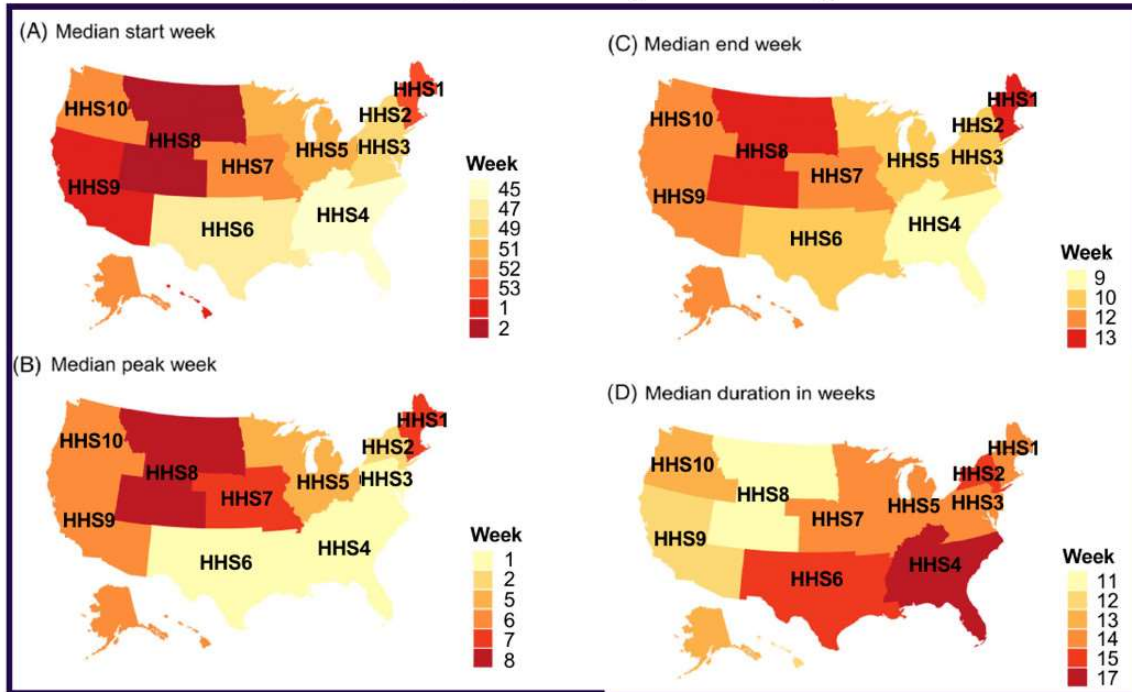 (A) Median start week
HHS1
HHS10
HHS2
HHS8
HHS3
HHS5
HHS7
HHS9
HHS4
HHS6
Week
45
47
49
51
52
53
1
2
(B) Median peak week
HHS1
HHS10
HHS2
HHS8
HHS3
HHS5
HHS7
HHS9
HHS4
HHS6
Week
1
2
5
6
7
8
(C) Median end week
HHS1
HHS10
HHS2
HHS8
HHS3
HHS5
HHS7
HHS9
HHS4
HHS6
Week
9
10
12
13
(D) Median duration in weeks
HHS1
HHS10
HHS2
HHS8
HHS3
HHS5
HHS7
HHS9
HHS4
HHS6
Week
11
12
13
14
15
17